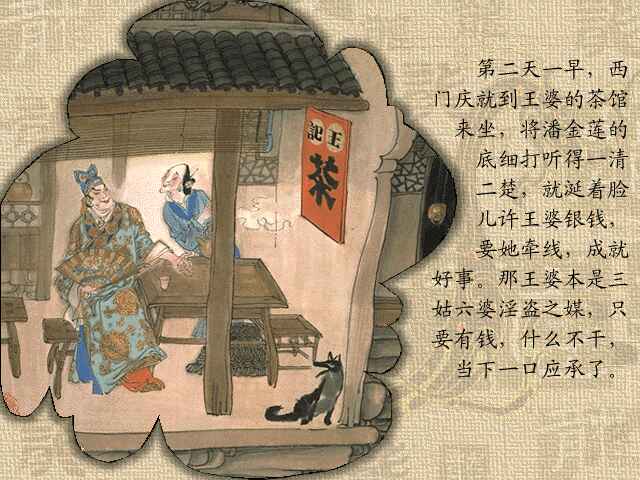 第二天一早，西
门庆就到王婆的茶馆
来坐，将潘金莲的
底细打听得一清
二楚，就涎着脸
儿许王婆银钱，
要她牵线，成就
好事。那王婆本是三
姑六婆淫盗之媒，只
要有钱，什么不干，
当下一口应承了。
王記
茶